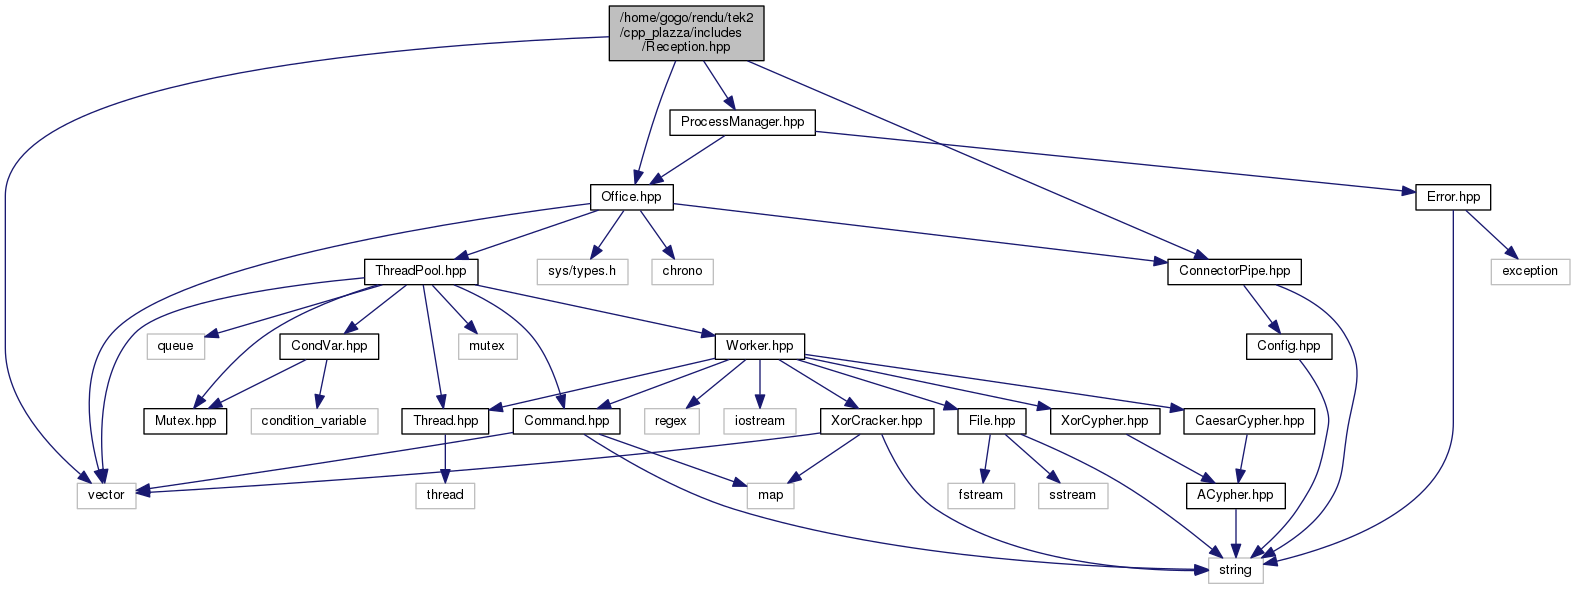 /home/gogo/rendu/tek2
/cpp_plazza/includes
/Reception.hpp
ProcessManager.hpp
Office.hpp
Error.hpp
ThreadPool.hpp
sys/types.h
chrono
ConnectorPipe.hpp
exception
queue
CondVar.hpp
mutex
Worker.hpp
Config.hpp
Mutex.hpp
condition_variable
Thread.hpp
Command.hpp
regex
iostream
XorCracker.hpp
File.hpp
XorCypher.hpp
CaesarCypher.hpp
vector
thread
map
fstream
sstream
ACypher.hpp
string